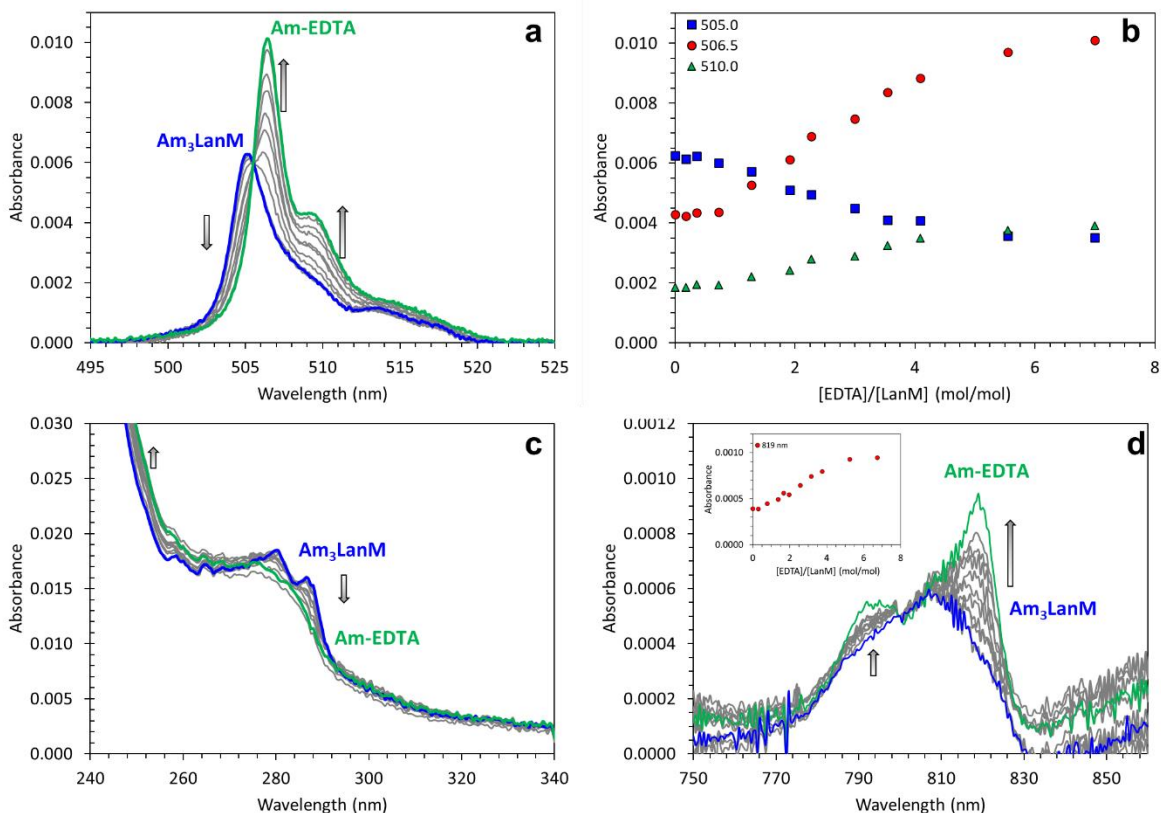 a
Am-EDTA
Am₃LanM
Absorbance
0.010
0.008
0.006
0.004
0.002
0.000
495 500 505 510 515 520 525
Wavelength (nm)
b
505.0
506.5
510.0
Absorbance
0.010
0.008
0.006
0.004
0.002
0.000
0 2 4 6 8
[EDTA]/[LanM] (mol/mol)
c
Am₃LanM
Am-EDTA
Absorbance
0.030
0.025
0.020
0.015
0.010
0.005
0.000
240 260 280 300 320 340
Wavelength (nm)
d
Am-EDTA
Am₃LanM
Absorbance
0.0012
0.0010
0.0008
0.0006
0.0004
0.0002
0.0000
750 770 790 810 830 850
Wavelength (nm)
819 nm
Absorbance
0.0010
0.0005
0.0000
0 2 4 6 8
[EDTA]/[LanM] (mol/mol)